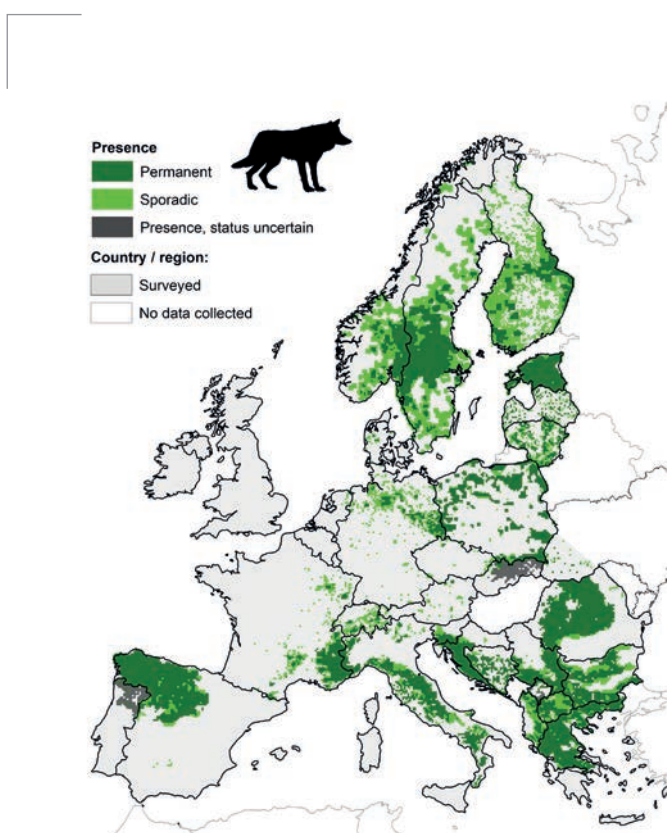 Presence
Permanent
Sporadic
Presence, status uncertain
Country / region:
Surveyed
No data collected